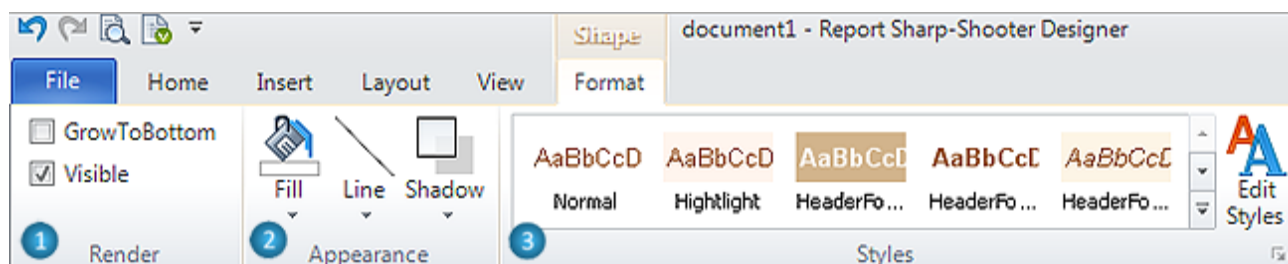 Shape
document1 - Report Sharp-Shooter Designer
File Home Insert Layout View Format
GrowToBottom
Visible
1 Render
Fill Line Shadow
2 Appearance
AaBbCcD AaBbCcD AaBbCcD AaBbCcE AaBbCcD
Normal Hightlight HeaderFo... HeaderFo... HeaderFo...
3 Styles
Edit
Styles